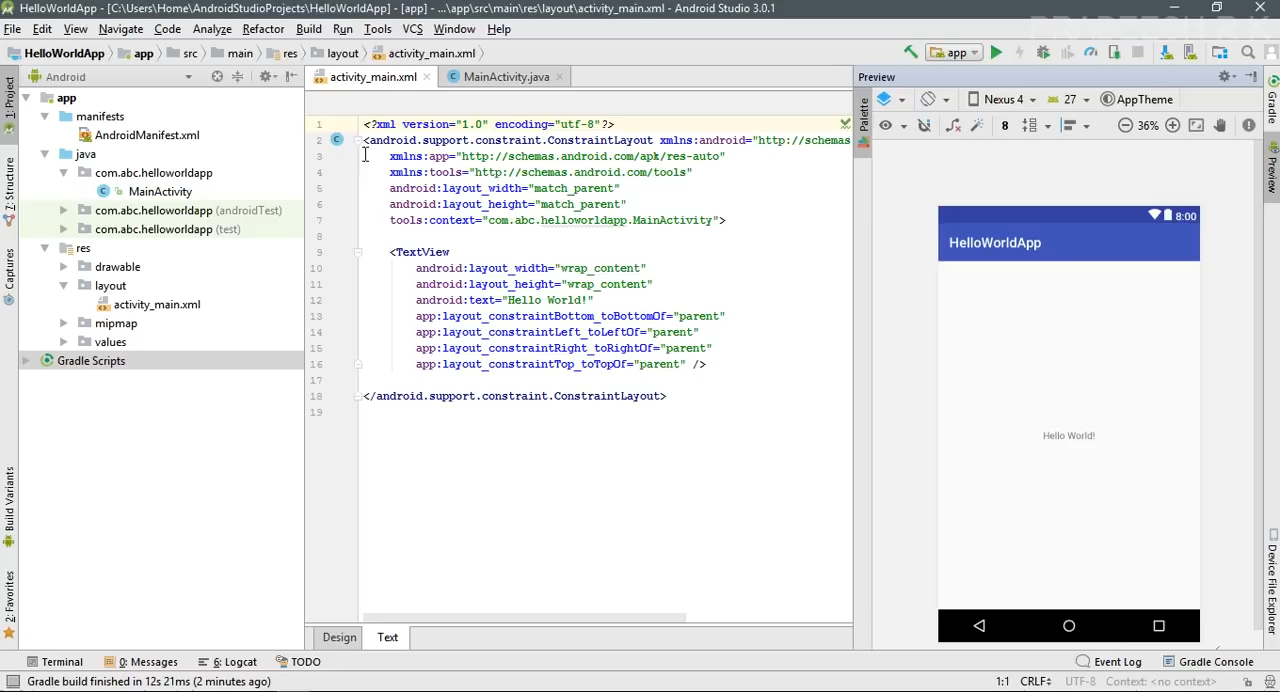 HelloWorldApp - [C:\Users\Home\AndroidStudioProjects\HelloWorldApp] - [app] - ...\app\src\main\res\layout\activity_main.xml - Android Studio 3.0.1
File Edit View Navigate Code Analyze Refactor Build Run Tools VCS Window Help
HelloWorldApp app src main res layout activity_main.xml app
1: Project
Android
activity_main.xml MainActivity.java
Preview
Gradle
app
manifests
AndroidManifest.xml
java
com.abc.helloworldapp
MainActivity
com.abc.helloworldapp (androidTest)
com.abc.helloworldapp (test)
res
drawable
layout
activity_main.xml
mipmap
values
Gradle Scripts
7: Structure
Captures
Build Variants
2: Favorites
1 <?xml version="1.0" encoding="utf-8"?>
2 <android.support.constraint.ConstraintLayout xmlns:android="http://schemas
3 xmlns:app="http://schemas.android.com/apk/res-auto"
4 xmlns:tools="http://schemas.android.com/tools"
5 android:layout_width="match_parent"
6 android:layout_height="match_parent"
7 tools:context="com.abc.helloworldapp.MainActivity">
8
9 <TextView
10 android:layout_width="wrap_content"
11 android:layout_height="wrap_content"
12 android:text="Hello World!"
13 app:layout_constraintBottom_toBottomOf="parent"
14 app:layout_constraintLeft_toLeftOf="parent"
15 app:layout_constraintRight_toRightOf="parent"
16 app:layout_constraintTop_toTopOf="parent" />
17
18 </android.support.constraint.ConstraintLayout>
19
Design Text
Palette
Nexus 4 27 AppTheme
8 36%
8:00
HelloWorldApp
Hello World!
Preview
Device File Explorer
Terminal 0: Messages 6: Logcat TODO Event Log Gradle Console
Gradle build finished in 12s 21ms (2 minutes ago) 1:1 CRLF UTF-8 Context: <no context>